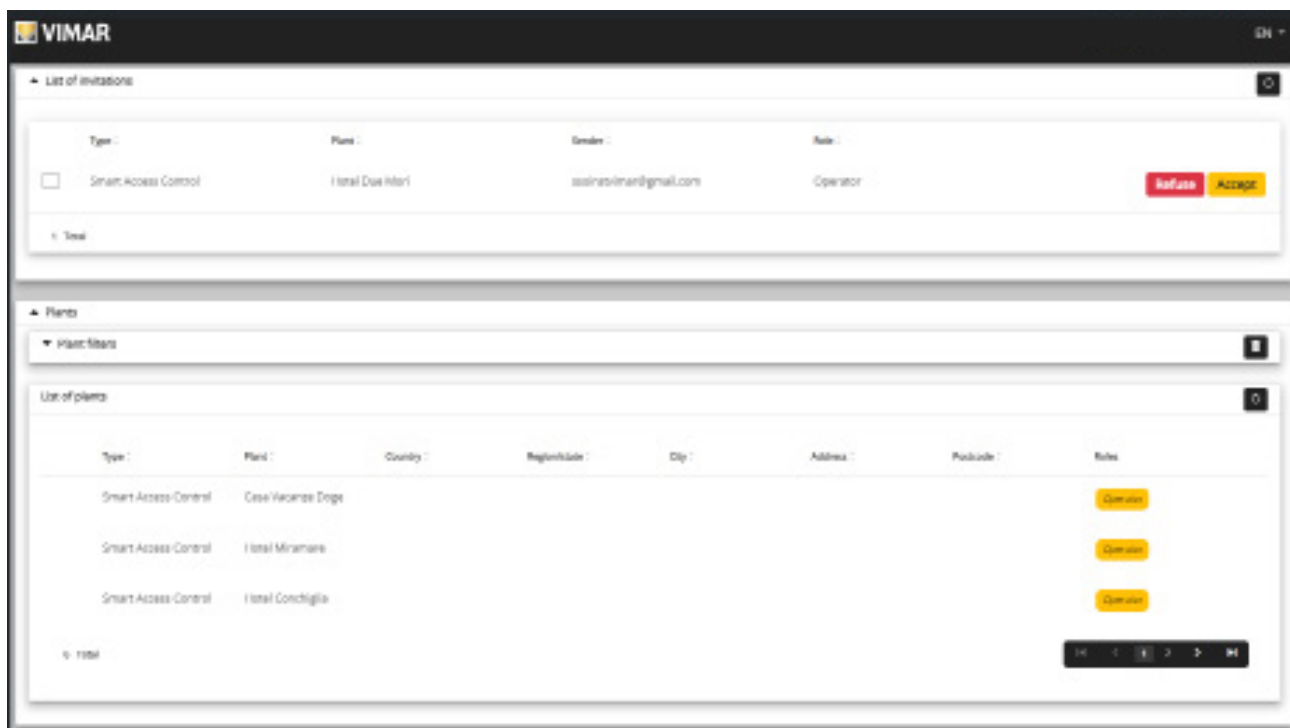 VIMAR EN
List of invitations
Type Plant Sender Role
Smart Access Control Hotel Due Mori Operator Refuse Accept
Total
Plants
Plant filters
List of plants
Type Plant Country Region/state City Address Postcode Roles
Smart Access Control Casa Vacanze Doge Operator
Smart Access Control Hotel Miramare Operator
Smart Access Control Hotel Conchiglia Operator
Total 1 2